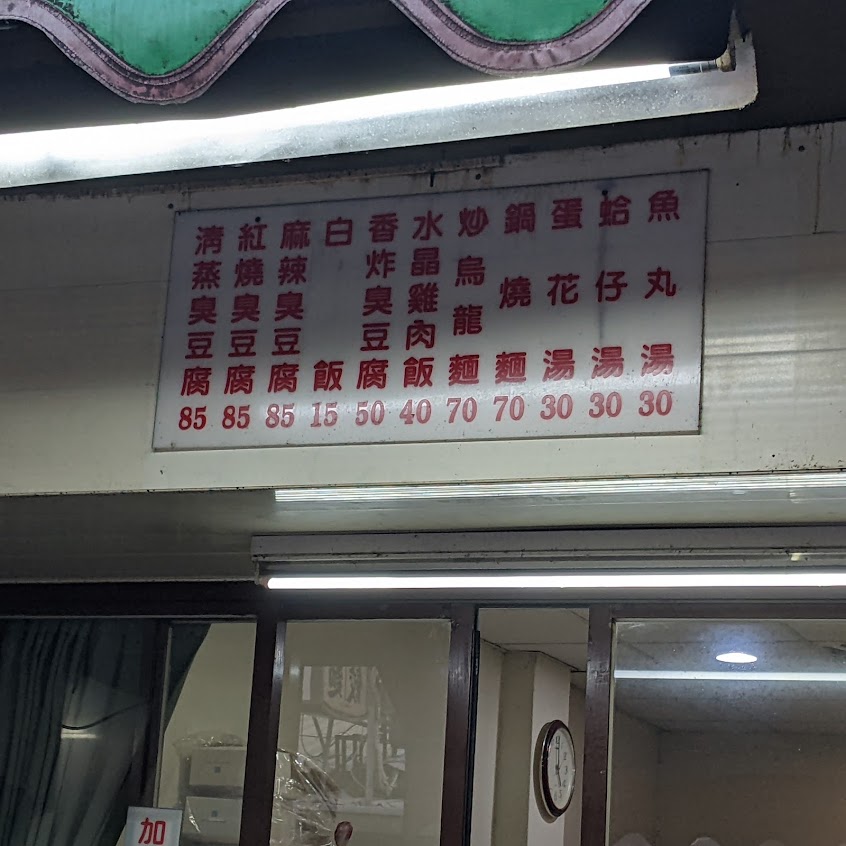 魚丸湯 30
蛤仔湯 30
蛋花湯 30
鍋燒麵 70
炒烏龍麵 70
水晶雞肉飯 40
香炸臭豆腐 50
白飯 15
麻辣臭豆腐 85
紅燒臭豆腐 85
清蒸臭豆腐 85
加